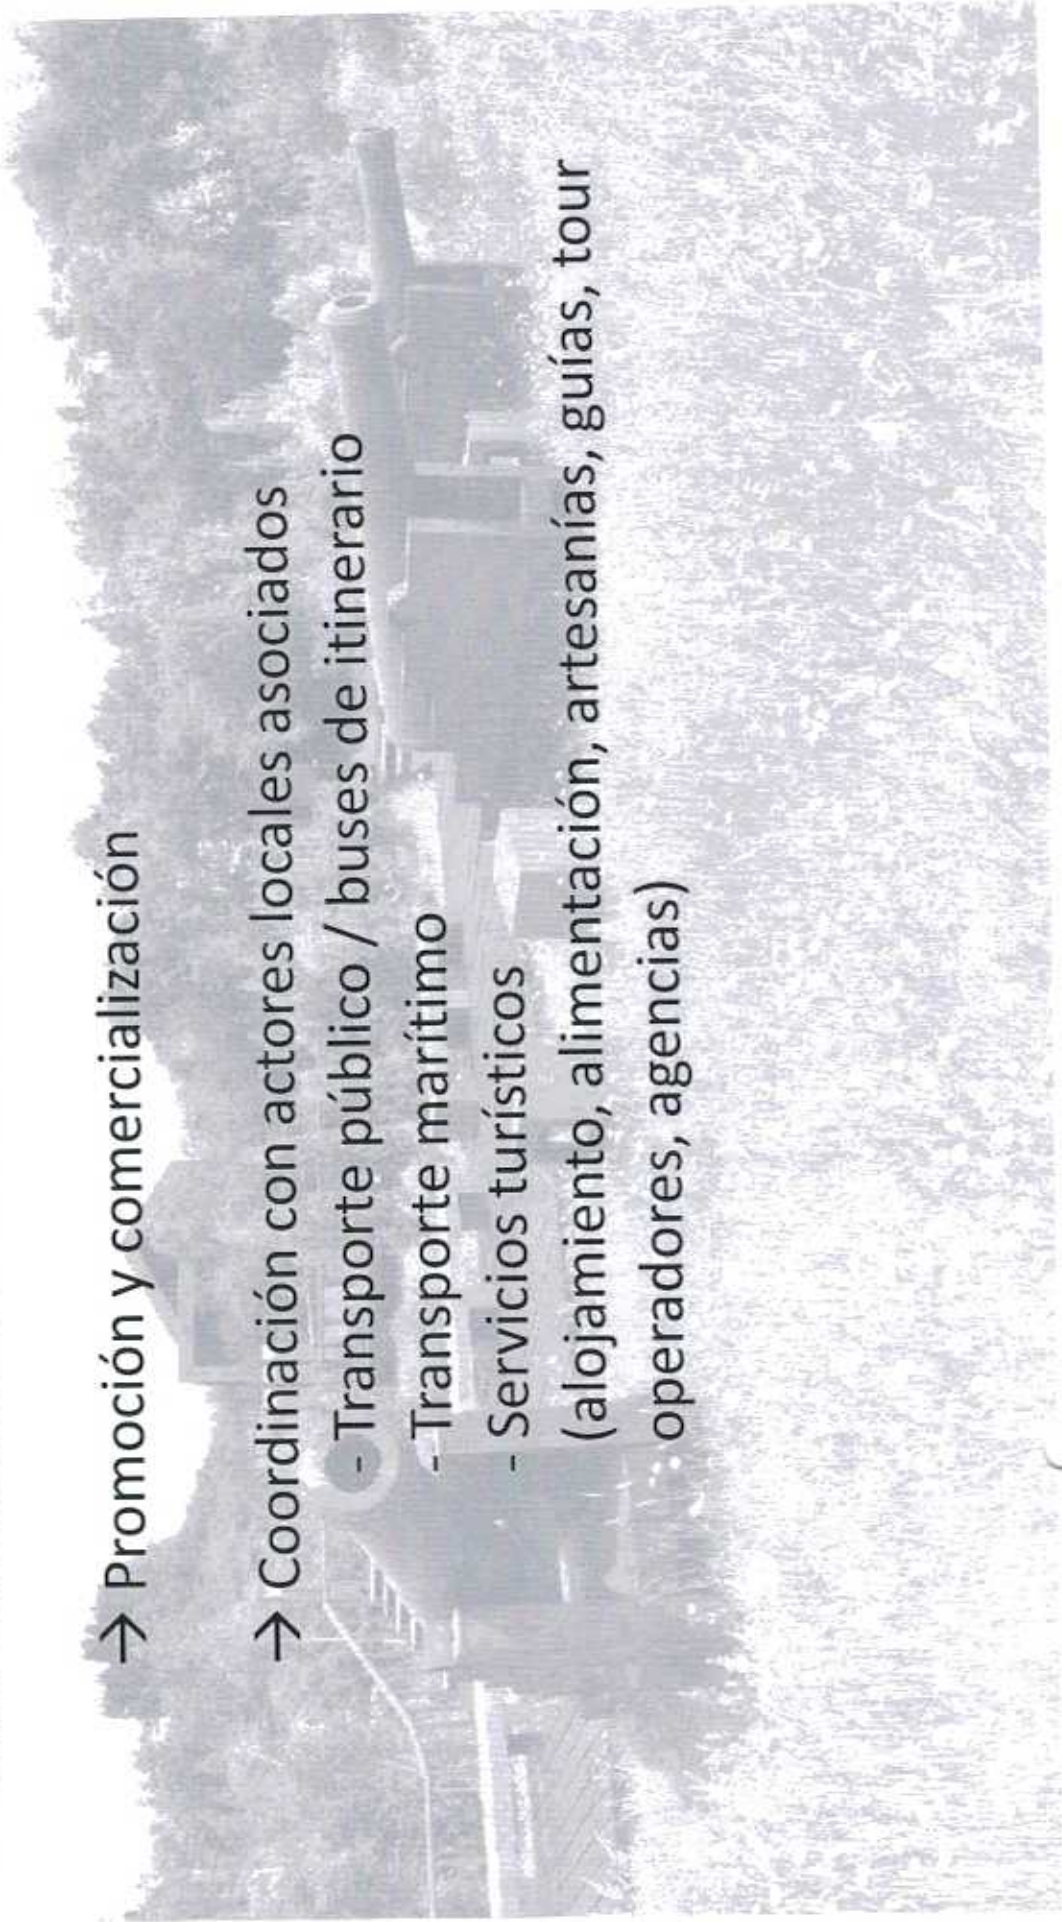 → Promoción y comercialización
→ Coordinación con actores locales asociados
- Transporte público / buses de itinerario
- Transporte marítimo
- Servicios turísticos
(alojamiento, alimentación, artesanías, guías, tour
operadores, agencias)